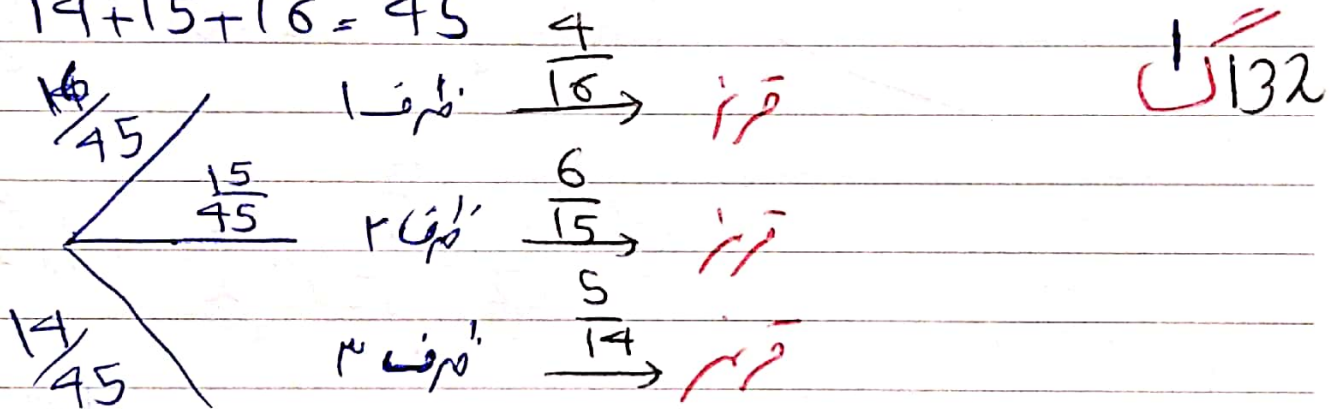 14+15+16=45
132
16/45 ظرف ۱ 4/16 → قرمز
15/45 ظرف ۲ 6/15 → قرمز
14/45 ظرف ۳ 5/14 → قرمز